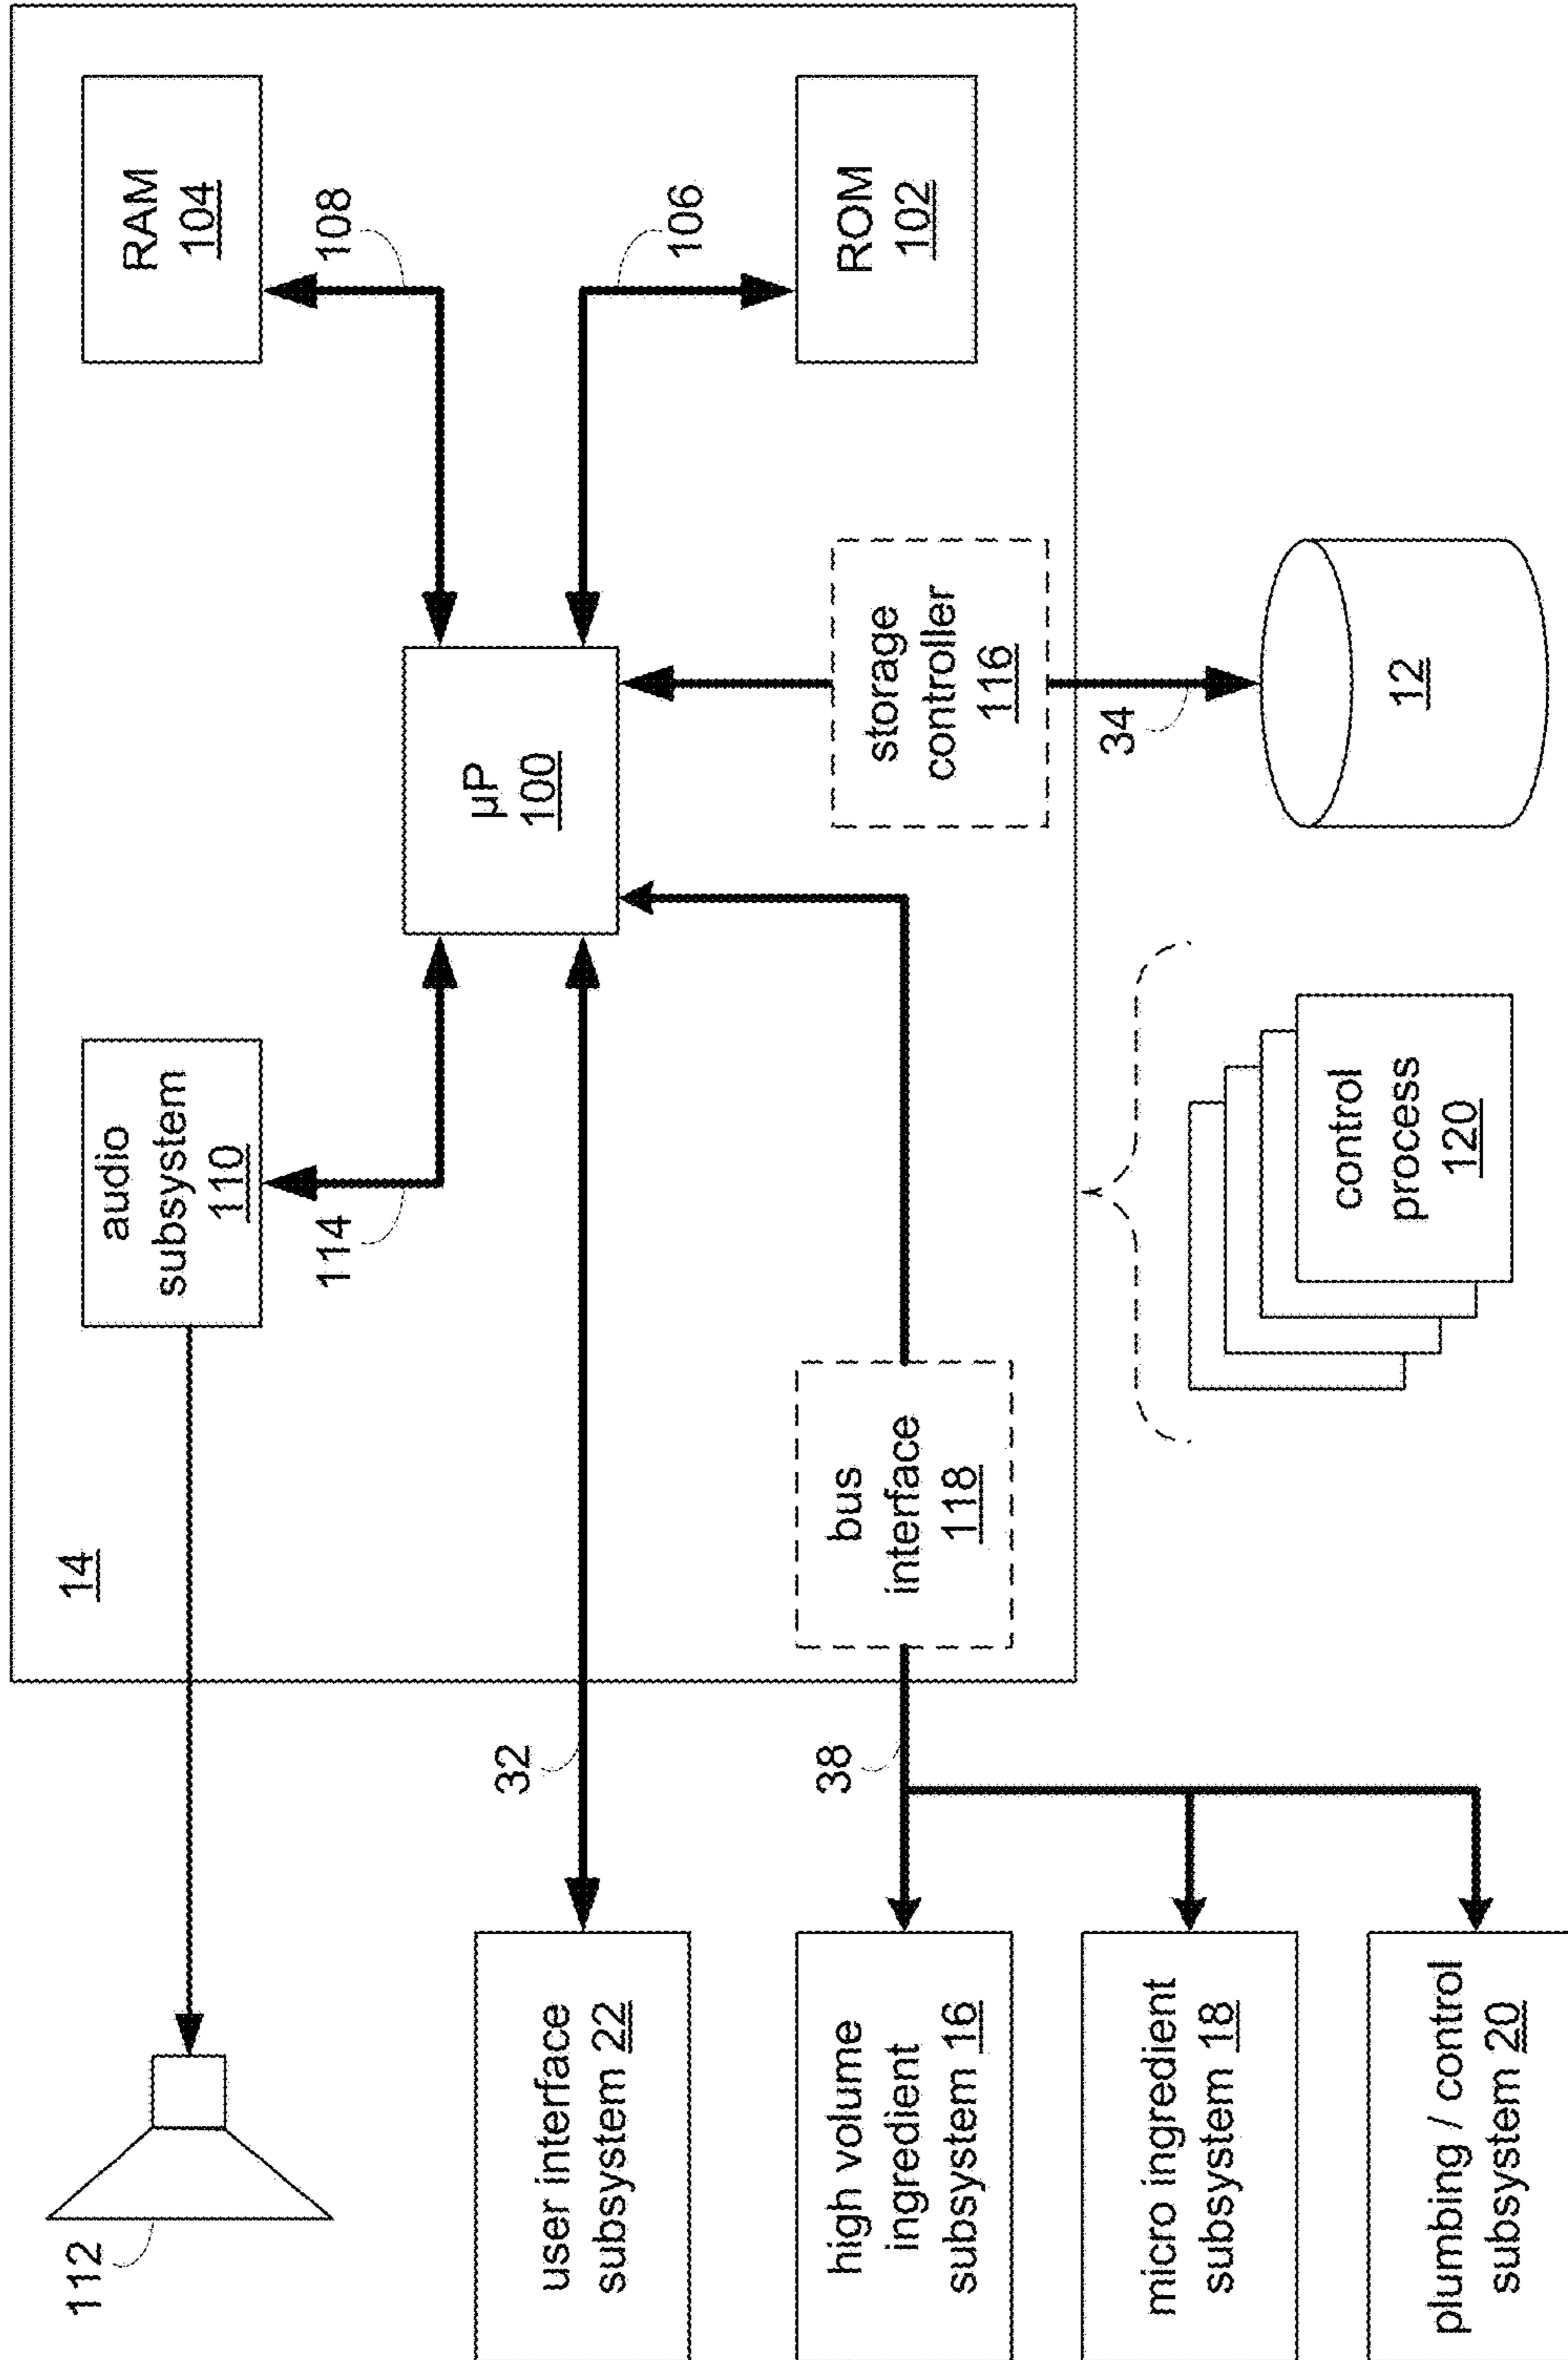 112
14
audio
subsystem
110
RAM
104
114
108
µP
100
32
user interface
subsystem 22
106
38
high volume
ingredient
subsystem 16
bus
interface
118
storage
controller
116
ROM
102
34
micro ingredient
subsystem 18
control
process
120
12
plumbing / control
subsystem 20